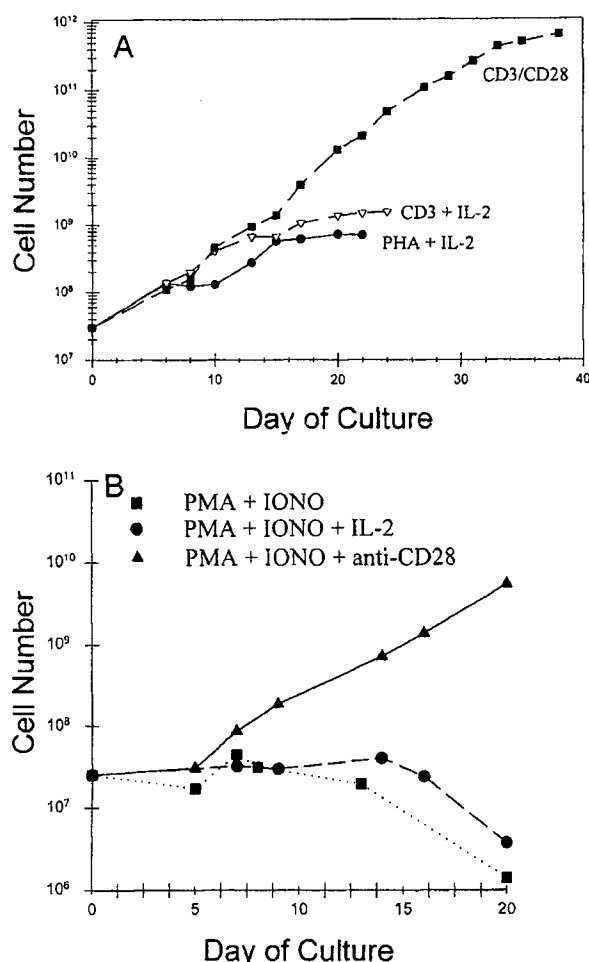 A
10¹²
10¹¹
10¹⁰
10⁹
10⁸
10⁷
Cell Number
CD3/CD28
CD3 + IL-2
PHA + IL-2
0 10 20 30 40
Day of Culture
B
10¹¹
10¹⁰
10⁹
10⁸
10⁷
10⁶
Cell Number
PMA + IONO
PMA + IONO + IL-2
PMA + IONO + anti-CD28
0 5 10 15 20
Day of Culture